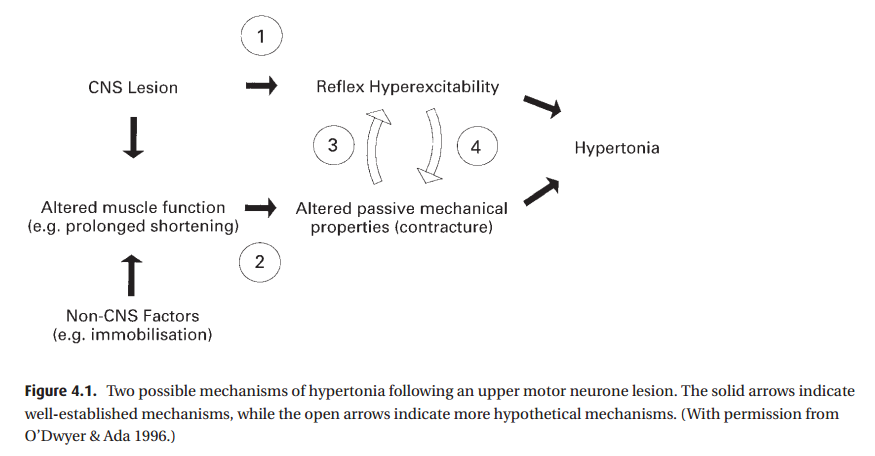 1
CNS Lesion
Reflex Hyperexcitability
3
4
Hypertonia
Altered muscle function
(e.g. prolonged shortening)
Altered passive mechanical
properties (contracture)
2
Non-CNS Factors
(e.g. immobilisation)
Figure 4.1. Two possible mechanisms of hypertonia following an upper motor neurone lesion. The solid arrows indicate
well-established mechanisms, while the open arrows indicate more hypothetical mechanisms. (With permission from
O’Dwyer & Ada 1996.)